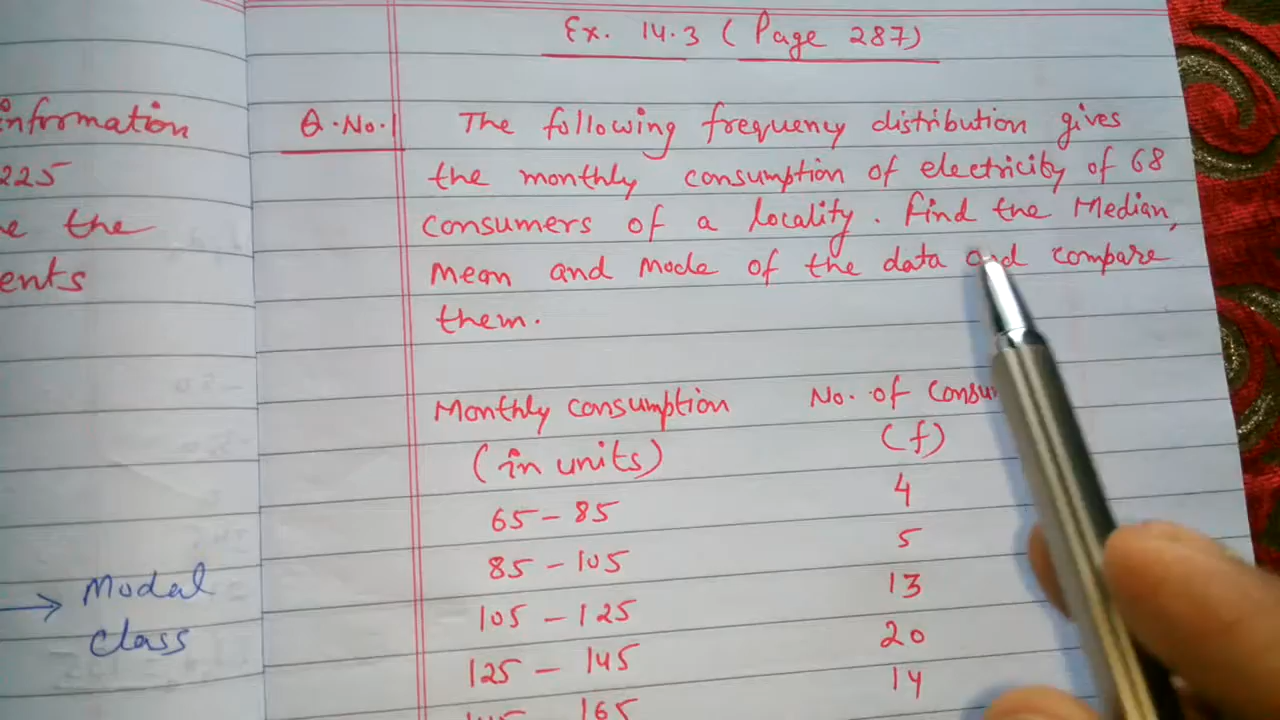 Ex. 14.3 (Page 287)
information
225
the
ents
Modal
class
Q.No.1
The following frequency distribution gives
the monthly consumption of electricity of 68
consumers of a locality. Find the Median,
mean and mode of the data and compare
them.
Monthly consumption No. of
(in units) (f)
65 - 85 4
85 - 105 5
105 - 125 13
125 - 145 20
165 14